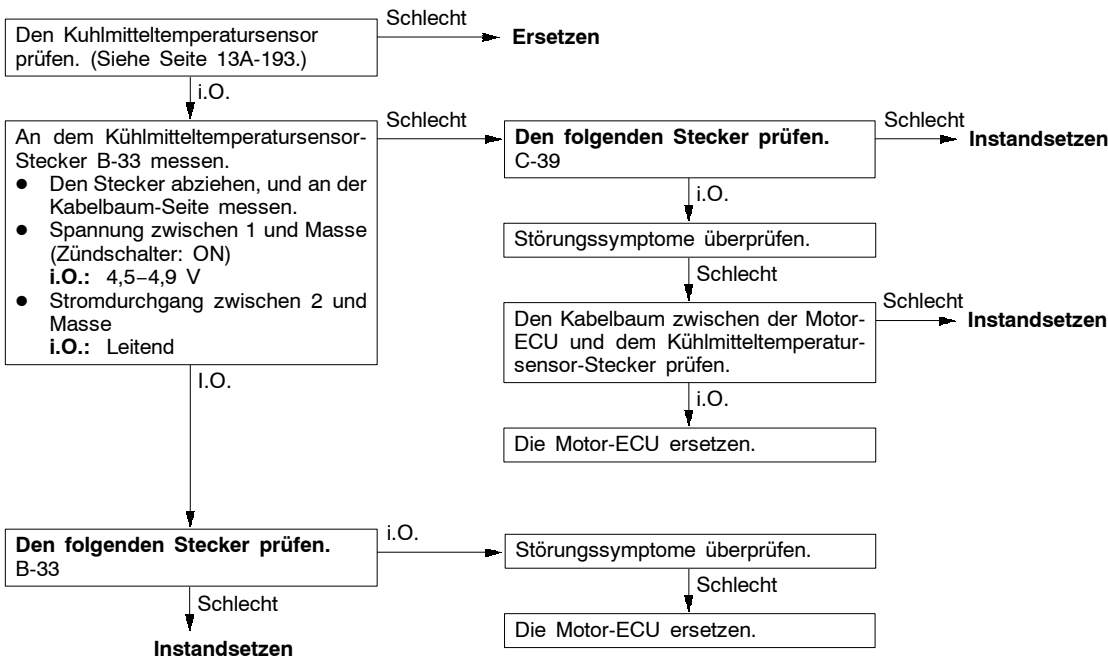 Den Kuhlmitteltemperatursensor
prüfen. (Siehe Seite 13A-193.)
Schlecht
Ersetzen
i.O.
An dem Kühlmitteltemperatursensor-
Stecker B-33 messen.
● Den Stecker abziehen, und an der
Kabelbaum-Seite messen.
● Spannung zwischen 1 und Masse
(Zündschalter: ON)
i.O.: 4,5–4,9 V
● Stromdurchgang zwischen 2 und
Masse
i.O.: Leitend
Schlecht
Den folgenden Stecker prüfen.
C-39
Schlecht
Instandsetzen
i.O.
Störungssymptome überprüfen.
Schlecht
Den Kabelbaum zwischen der Motor-
ECU und dem Kühlmitteltemperatur-
sensor-Stecker prüfen.
Schlecht
Instandsetzen
i.O.
Die Motor-ECU ersetzen.
I.O.
Den folgenden Stecker prüfen.
B-33
i.O.
Störungssymptome überprüfen.
Schlecht
Die Motor-ECU ersetzen.
Schlecht
Instandsetzen